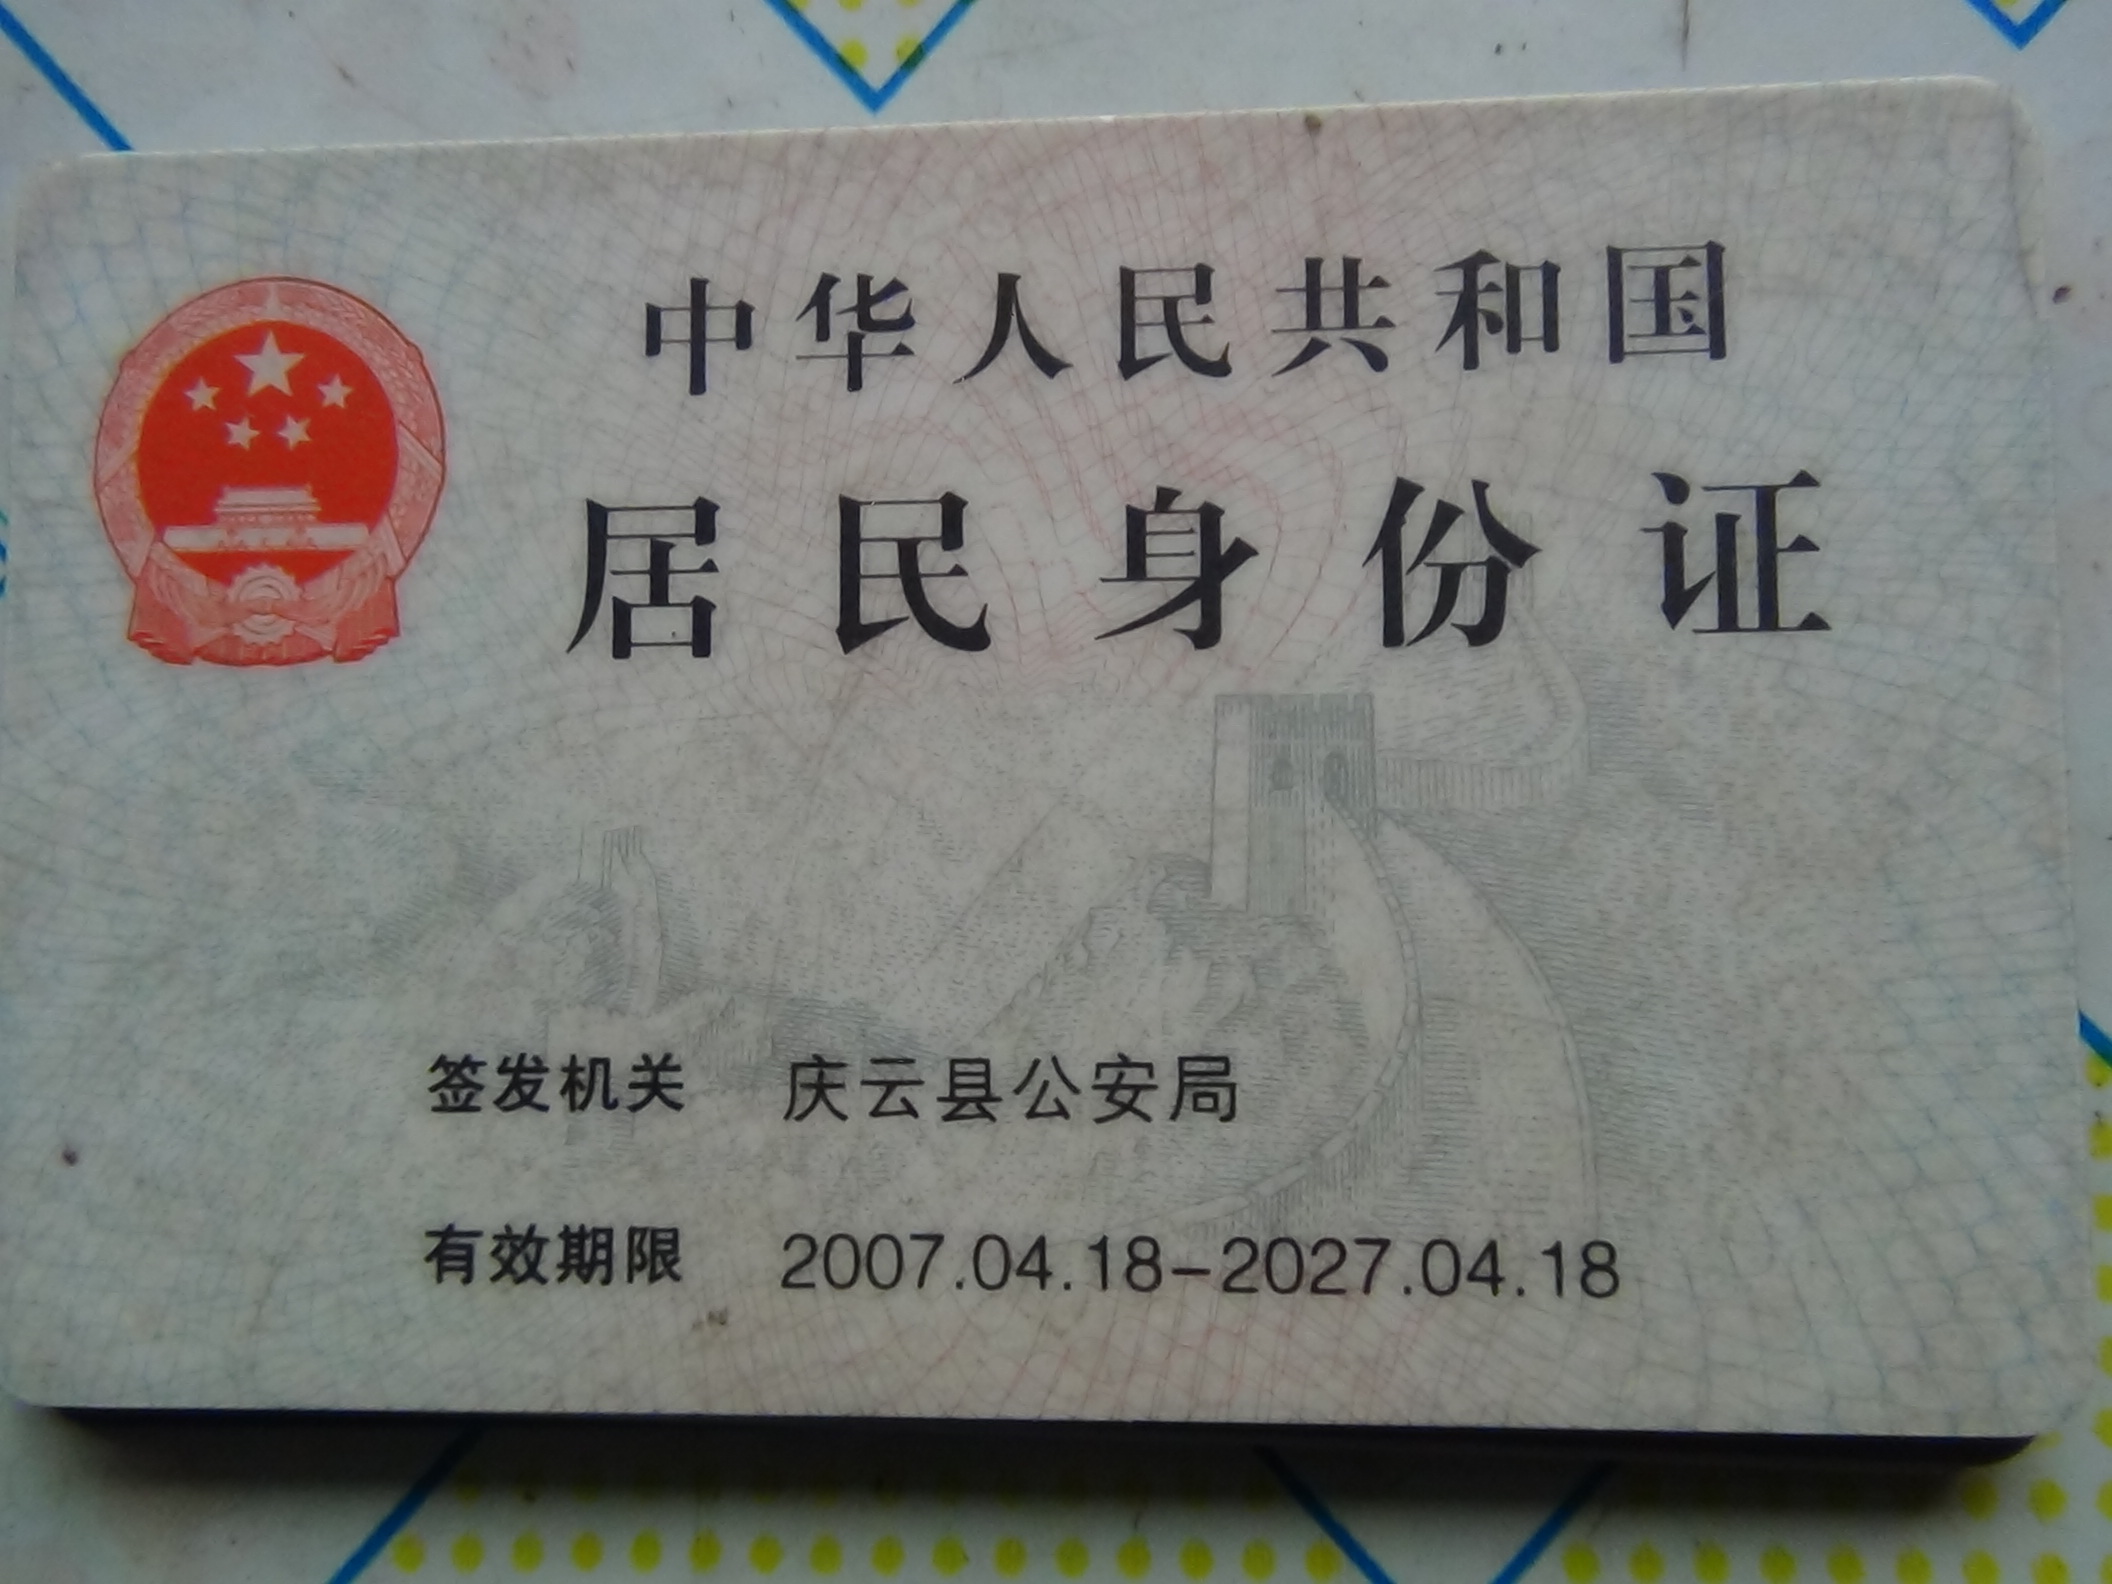 中华人民共和国
居民身份证
签发机关 庆云县公安局
有效期限 2007.04.18-2027.04.18